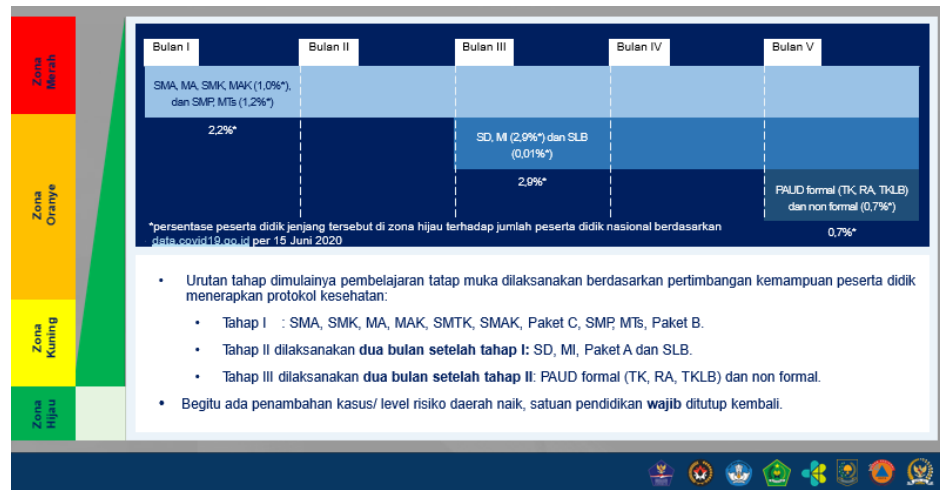 Zona
Merah
Zona
Oranye
Zona
Kuning
Zona
Hijau
Bulan I
Bulan II
Bulan III
Bulan IV
Bulan V
SMA, MA, SMK, MAK (1,0%*),
dan SMP, MTs (1,2%*)
2,2%*
SD, MI (2,9%*) dan SLB
(0,01%*)
2,9%*
PAUD formal (TK, RA, TKLB)
dan non formal (0,7%*)
0,7%*
*persentase peserta didik jenjang tersebut di zona hijau terhadap jumlah peserta didik nasional berdasarkan
data.covid19.go.id per 15 Juni 2020
• Urutan tahap dimulainya pembelajaran tatap muka dilaksanakan berdasarkan pertimbangan kemampuan peserta didik
menerapkan protokol kesehatan:
• Tahap I : SMA, SMK, MA, MAK, SMTK, SMAK, Paket C, SMP, MTs, Paket B.
• Tahap II dilaksanakan dua bulan setelah tahap I: SD, MI, Paket A dan SLB.
• Tahap III dilaksanakan dua bulan setelah tahap II: PAUD formal (TK, RA, TKLB) dan non formal.
• Begitu ada penambahan kasus/ level risiko daerah naik, satuan pendidikan wajib ditutup kembali.